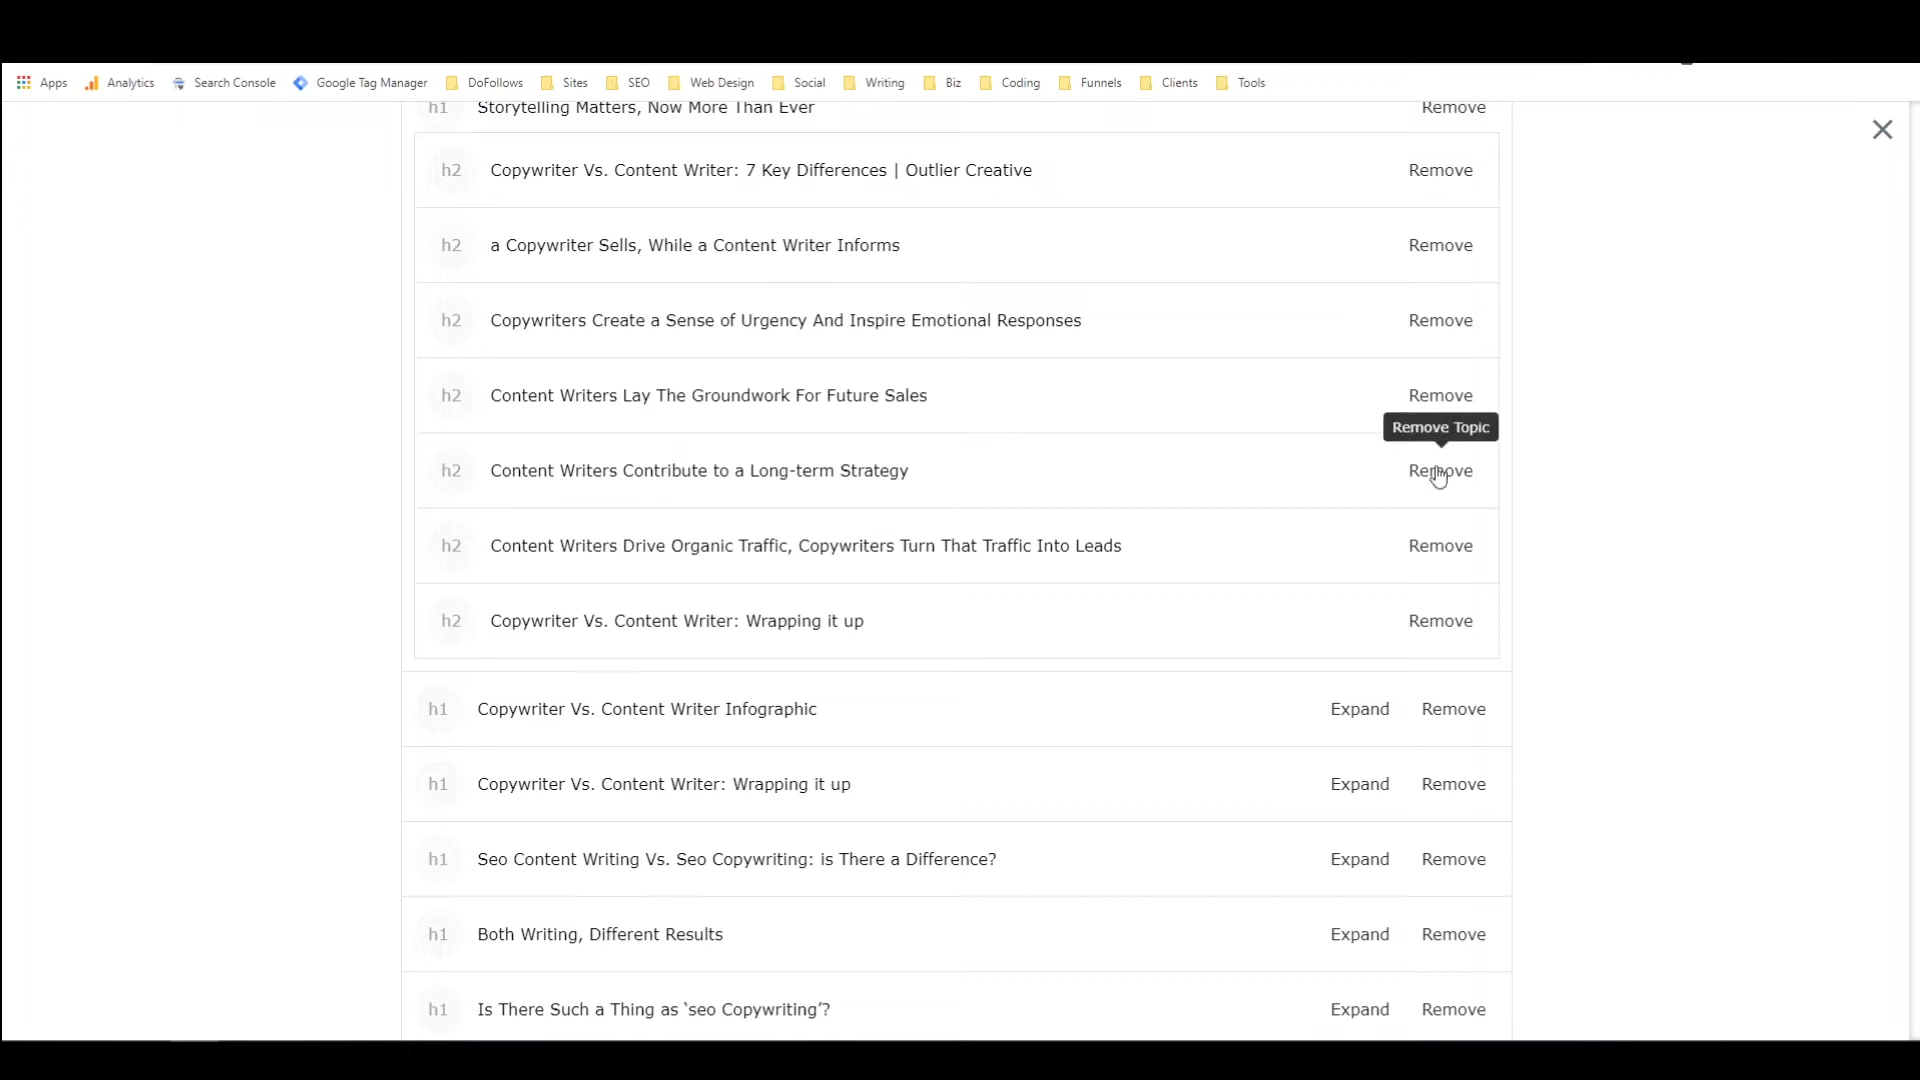 Apps Analytics Search Console Google Tag Manager DoFollows Sites SEO Web Design Social Writing Biz Coding Funnels Clients Tools
h1 Storytelling Matters, Now More Than Ever Remove
h2 Copywriter Vs. Content Writer: 7 Key Differences | Outlier Creative Remove
h2 a Copywriter Sells, While a Content Writer Informs Remove
h2 Copywriters Create a Sense of Urgency And Inspire Emotional Responses Remove
h2 Content Writers Lay The Groundwork For Future Sales Remove
Remove Topic
h2 Content Writers Contribute to a Long-term Strategy Remove
h2 Content Writers Drive Organic Traffic, Copywriters Turn That Traffic Into Leads Remove
h2 Copywriter Vs. Content Writer: Wrapping it up Remove
h1 Copywriter Vs. Content Writer Infographic Expand Remove
h1 Copywriter Vs. Content Writer: Wrapping it up Expand Remove
h1 Seo Content Writing Vs. Seo Copywriting: is There a Difference? Expand Remove
h1 Both Writing, Different Results Expand Remove
h1 Is There Such a Thing as ‘seo Copywriting’? Expand Remove